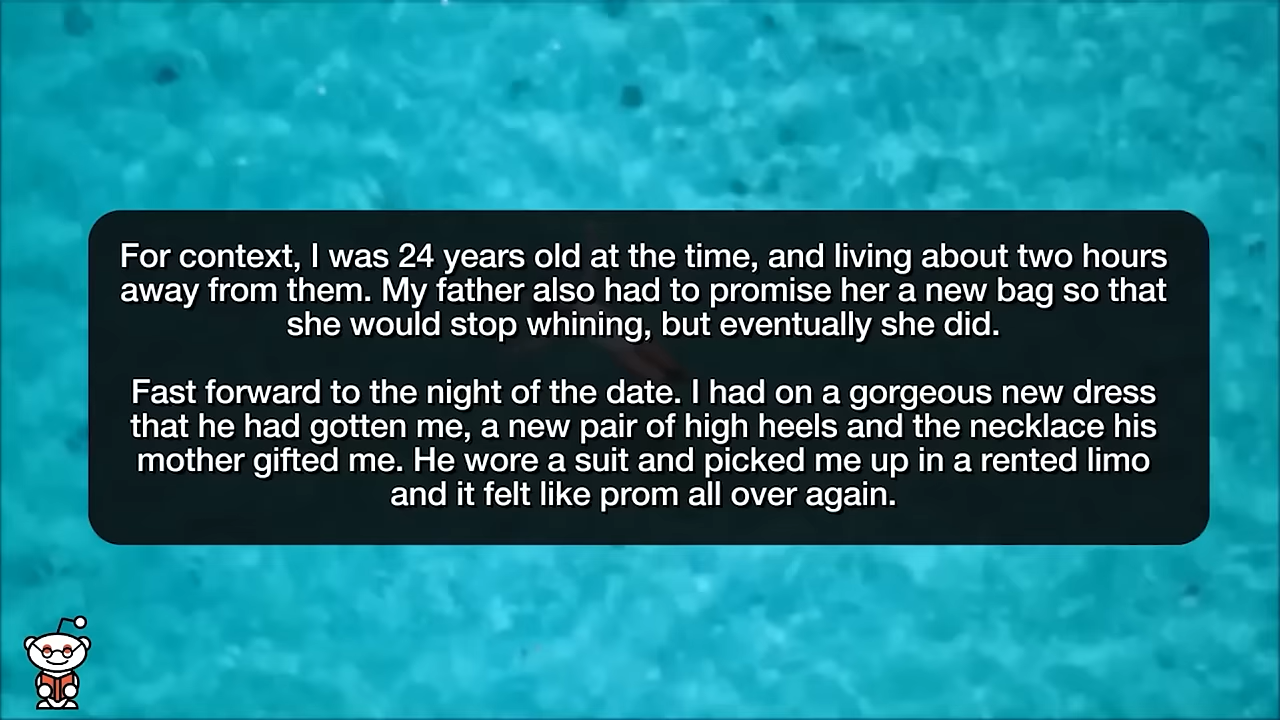 For context, I was 24 years old at the time, and living about two hours
away from them. My father also had to promise her a new bag so that
she would stop whining, but eventually she did.
Fast forward to the night of the date. I had on a gorgeous new dress
that he had gotten me, a new pair of high heels and the necklace his
mother gifted me. He wore a suit and picked me up in a rented limo
and it felt like prom all over again.